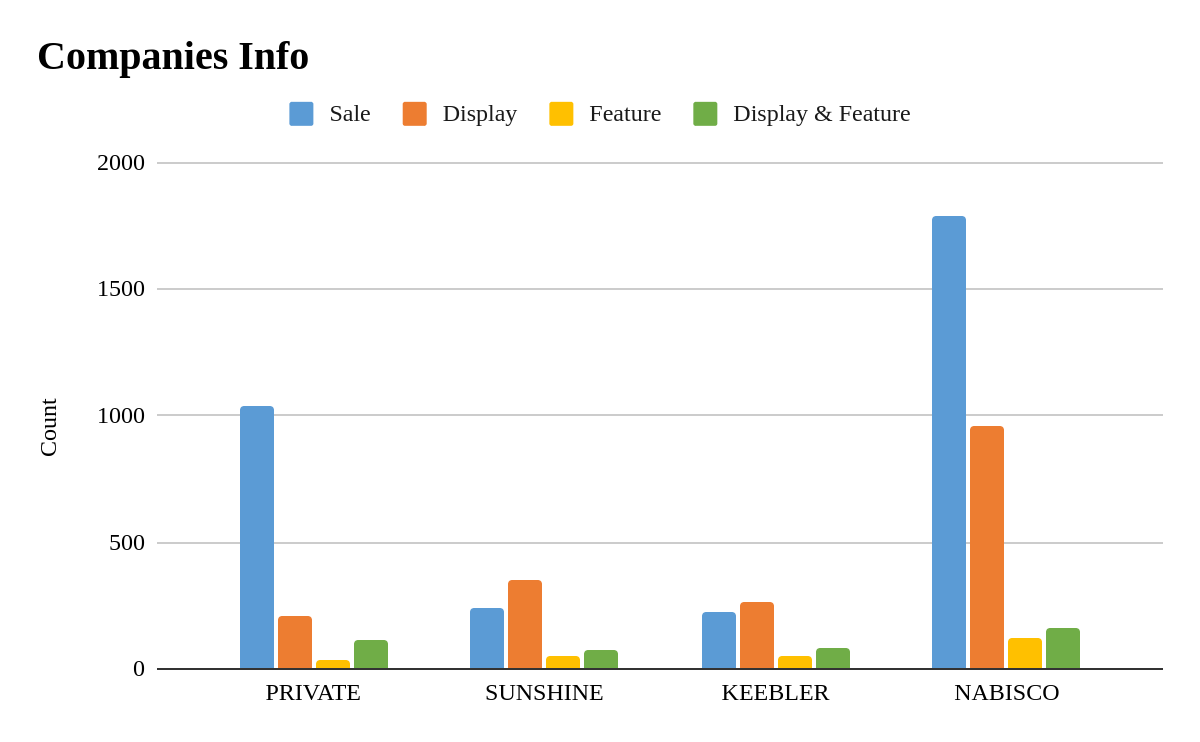 Companies Info
Sale Display Feature Display & Feature
2000
1500
1000
500
0
Count
PRIVATE SUNSHINE KEEBLER NABISCO